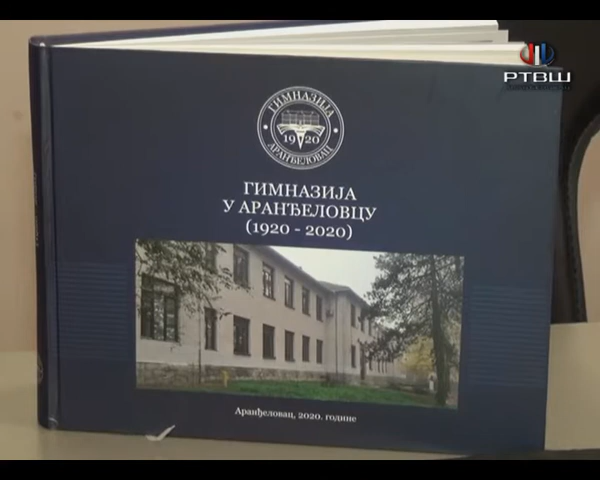 РТВШ
ГИМНАЗИЈА
1920
АРАНЂЕЛОВАЦ
ГИМНАЗИЈА
У АРАНЂЕЛОВЦУ
(1920 - 2020)
Аранђеловац, 2020. године